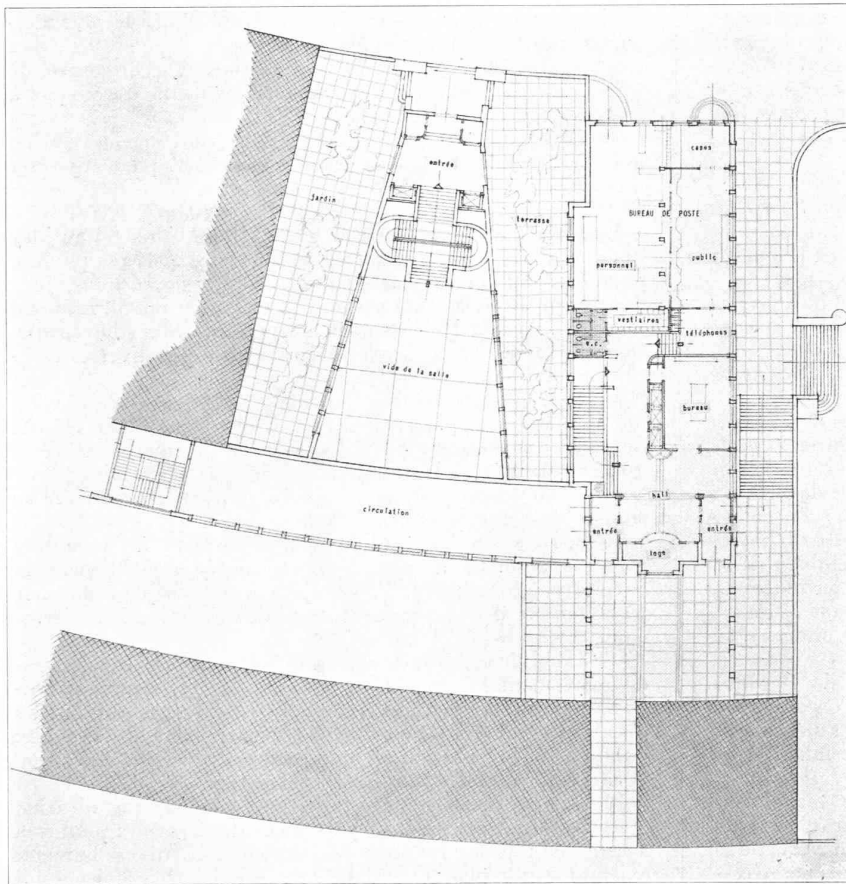 entrée
cases
jardin
terrasse
BUREAU DE POSTE
personnel
public
vestiaires
téléphones
w.c.
vide de la salle
bureau
hall
circulation
entrée
entrée
loge